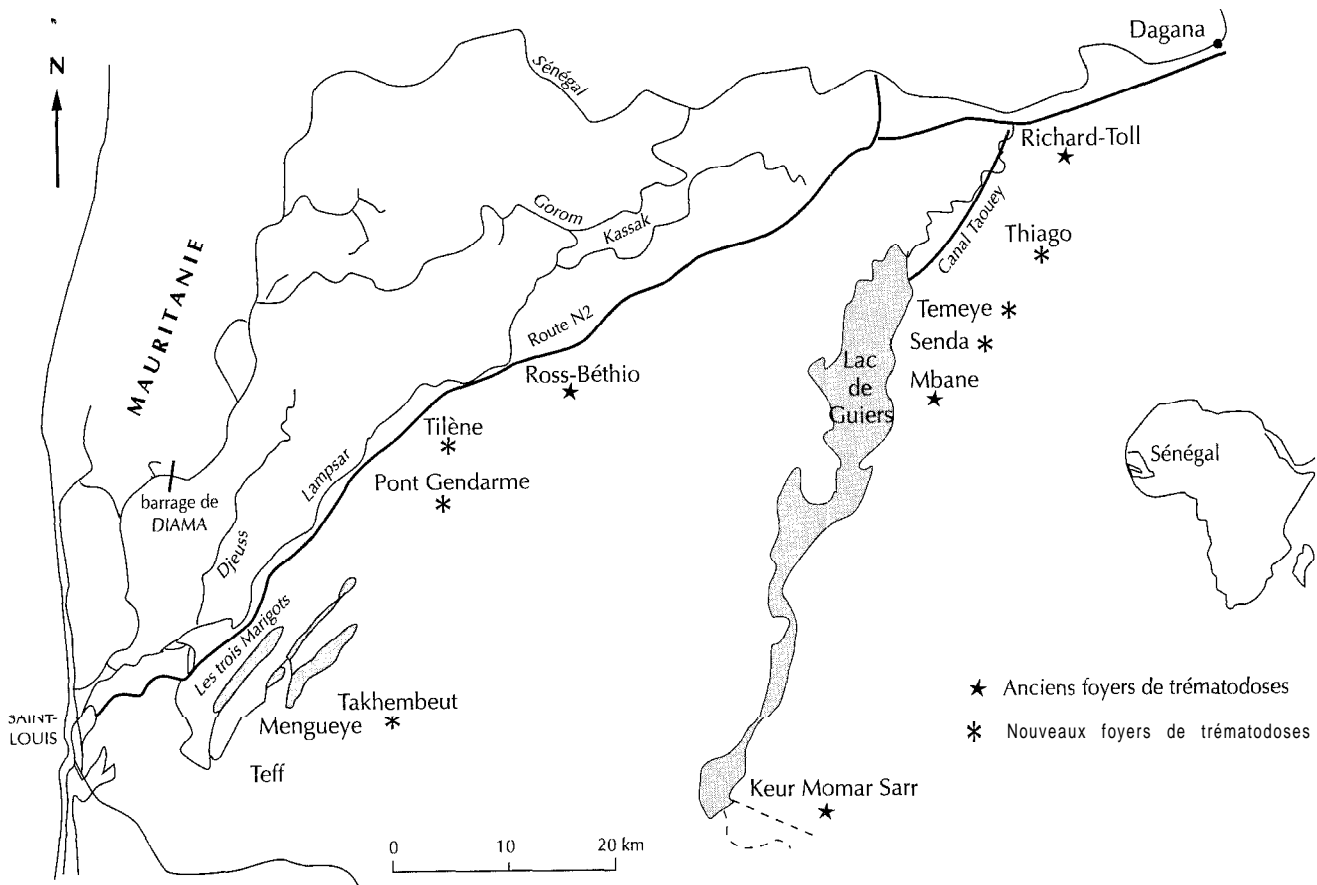 Dagana
N
Sénégal
Richard-Toll
Gorom
Kassak
Canal Taouey
Thiago
MAURITANIE
Route N2
Temeye
Senda
Ross-Béthio
Lac
de
Guiers
Mbane
Tilène
Sénégal
Lampsar
Pont Gendarme
barrage de
DIAMA
Djeuss
Les trois Marigots
Takhembeut
Mengueye
SAINT-
LOUIS
Teff
Anciens foyers de trématodoses
Nouveaux foyers de trématodoses
Keur Momar Sarr
0 10 20 km